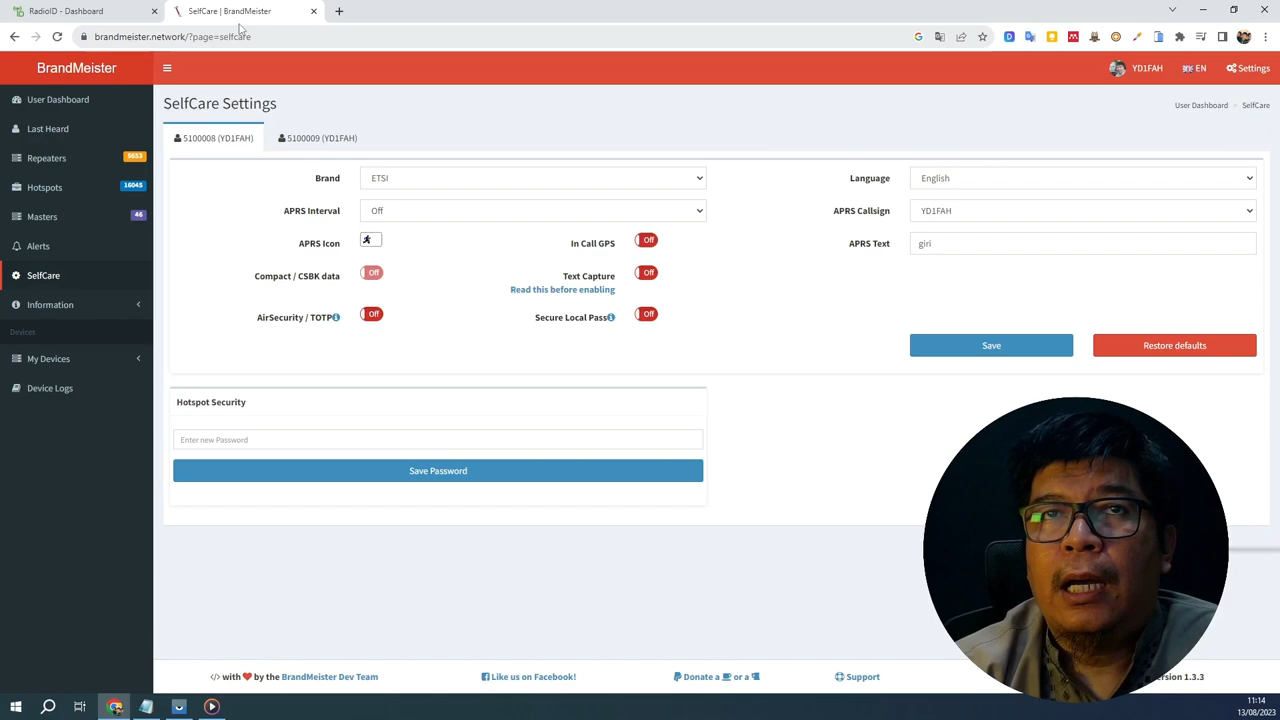 RadioID - Dashboard
SelfCare | BrandMeister
brandmeister.network/?page=selfcare
BrandMeister
YD1FAH
EN
Settings
User Dashboard
Last Heard
Repeaters 5653
Hotspots 16045
Masters 46
Alerts
SelfCare
Information
Devices
My Devices
Device Logs
SelfCare Settings
User Dashboard
SelfCare
5100008 (YD1FAH)
5100009 (YD1FAH)
Brand
ETSI
Language
English
APRS Interval
Off
APRS Callsign
YD1FAH
APRS Icon
In Call GPS
Off
APRS Text
giri
Compact / CSBK data
Off
Text Capture
Off
Read this before enabling
AirSecurity / TOTP
Off
Secure Local Pass
Off
Save
Restore defaults
Hotspot Security
Enter new Password
Save Password
with by the BrandMeister Dev Team
Like us on Facebook!
Donate a or a
Support
ersion 1.3.3
11:14
13/08/2023